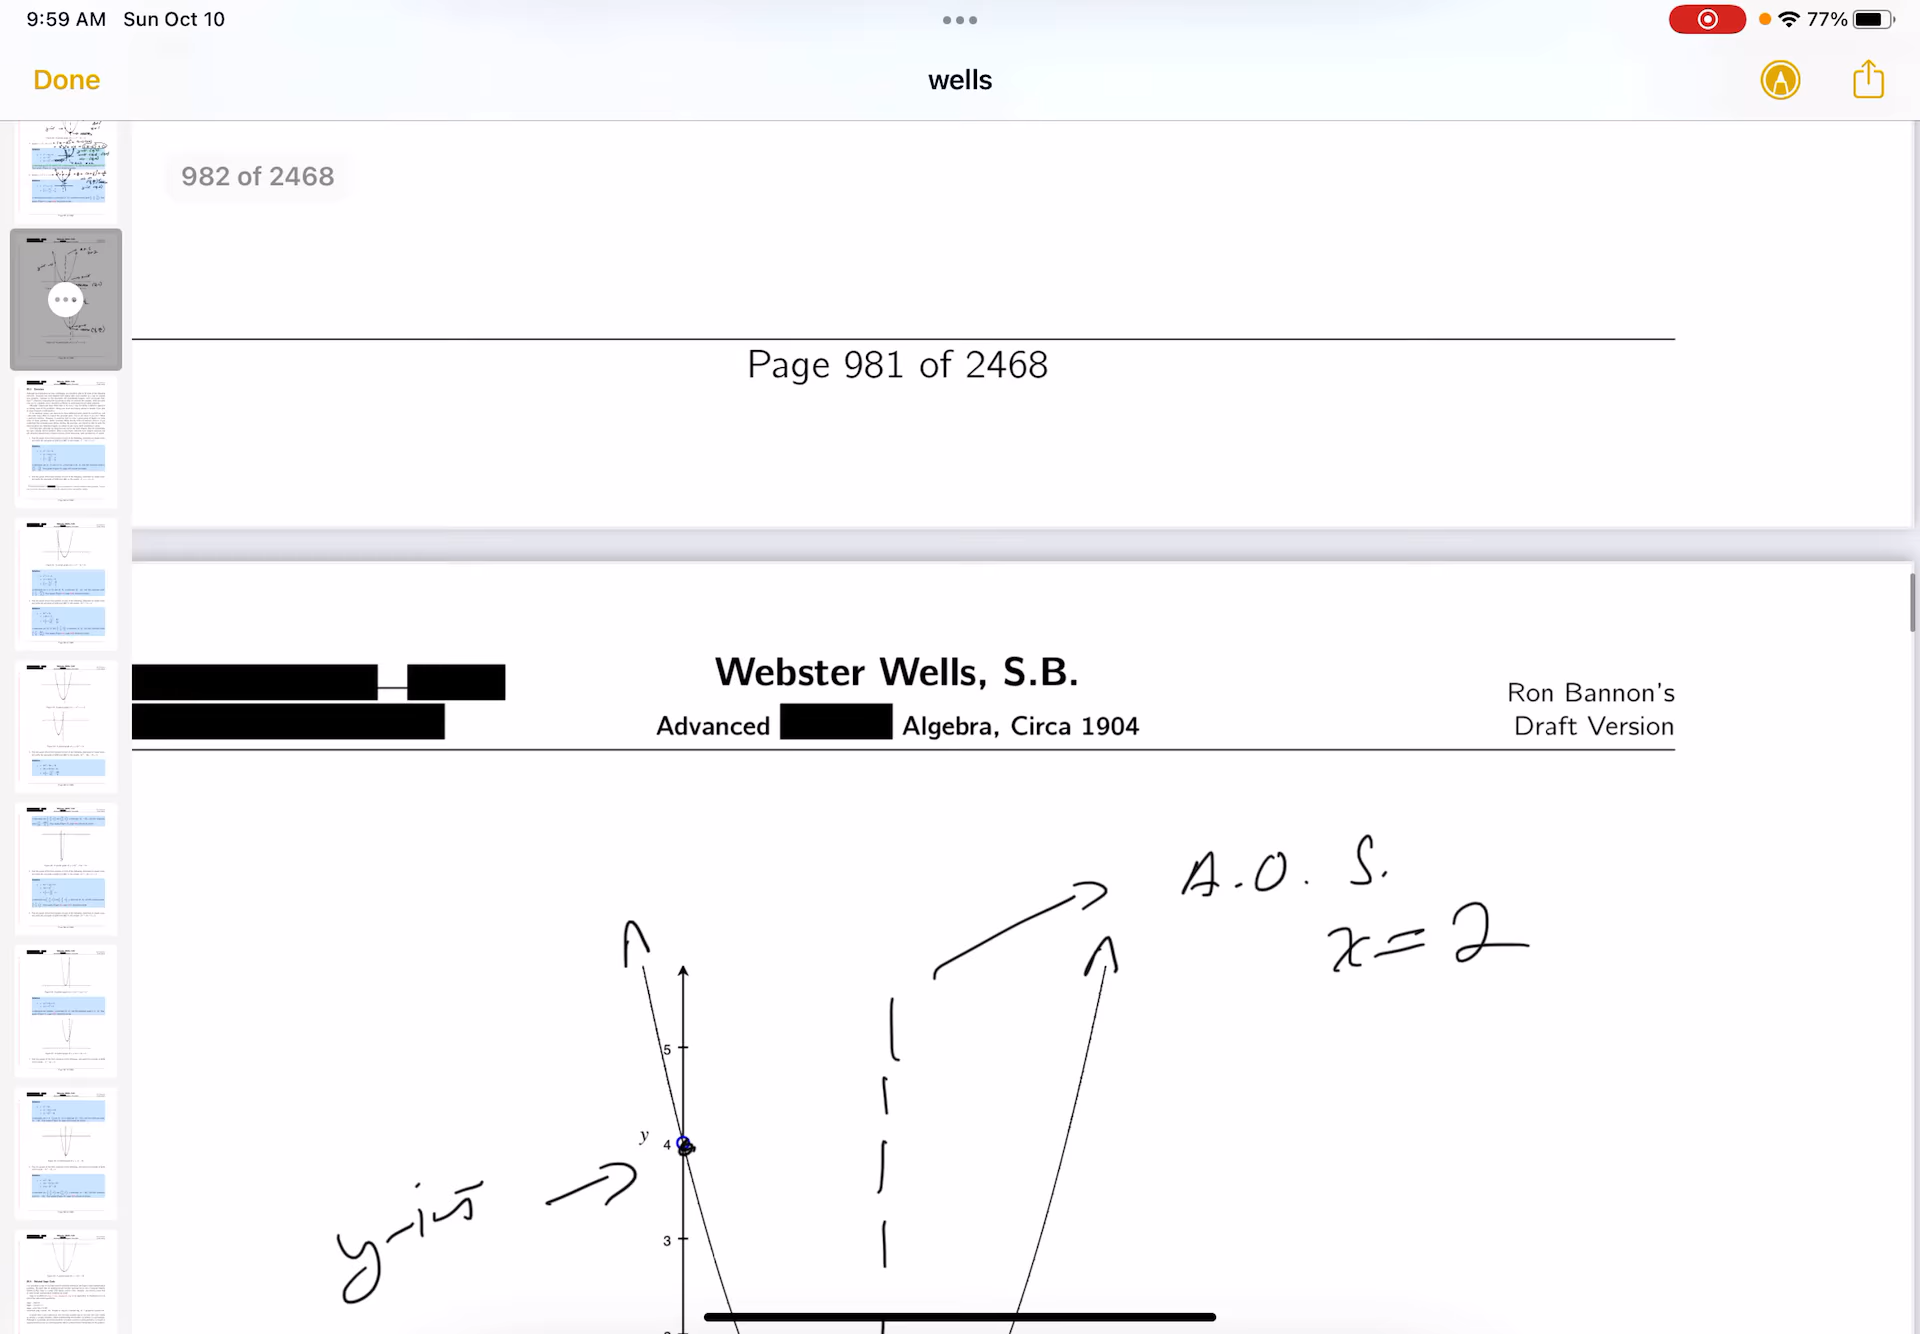 9:59 AM Sun Oct 10
77%
Done
wells
982 of 2468
Page 981 of 2468
Webster Wells, S.B.
Advanced Algebra, Circa 1904
Ron Bannon's
Draft Version
A.O.S.
x=2
5
y
4
y-int
3